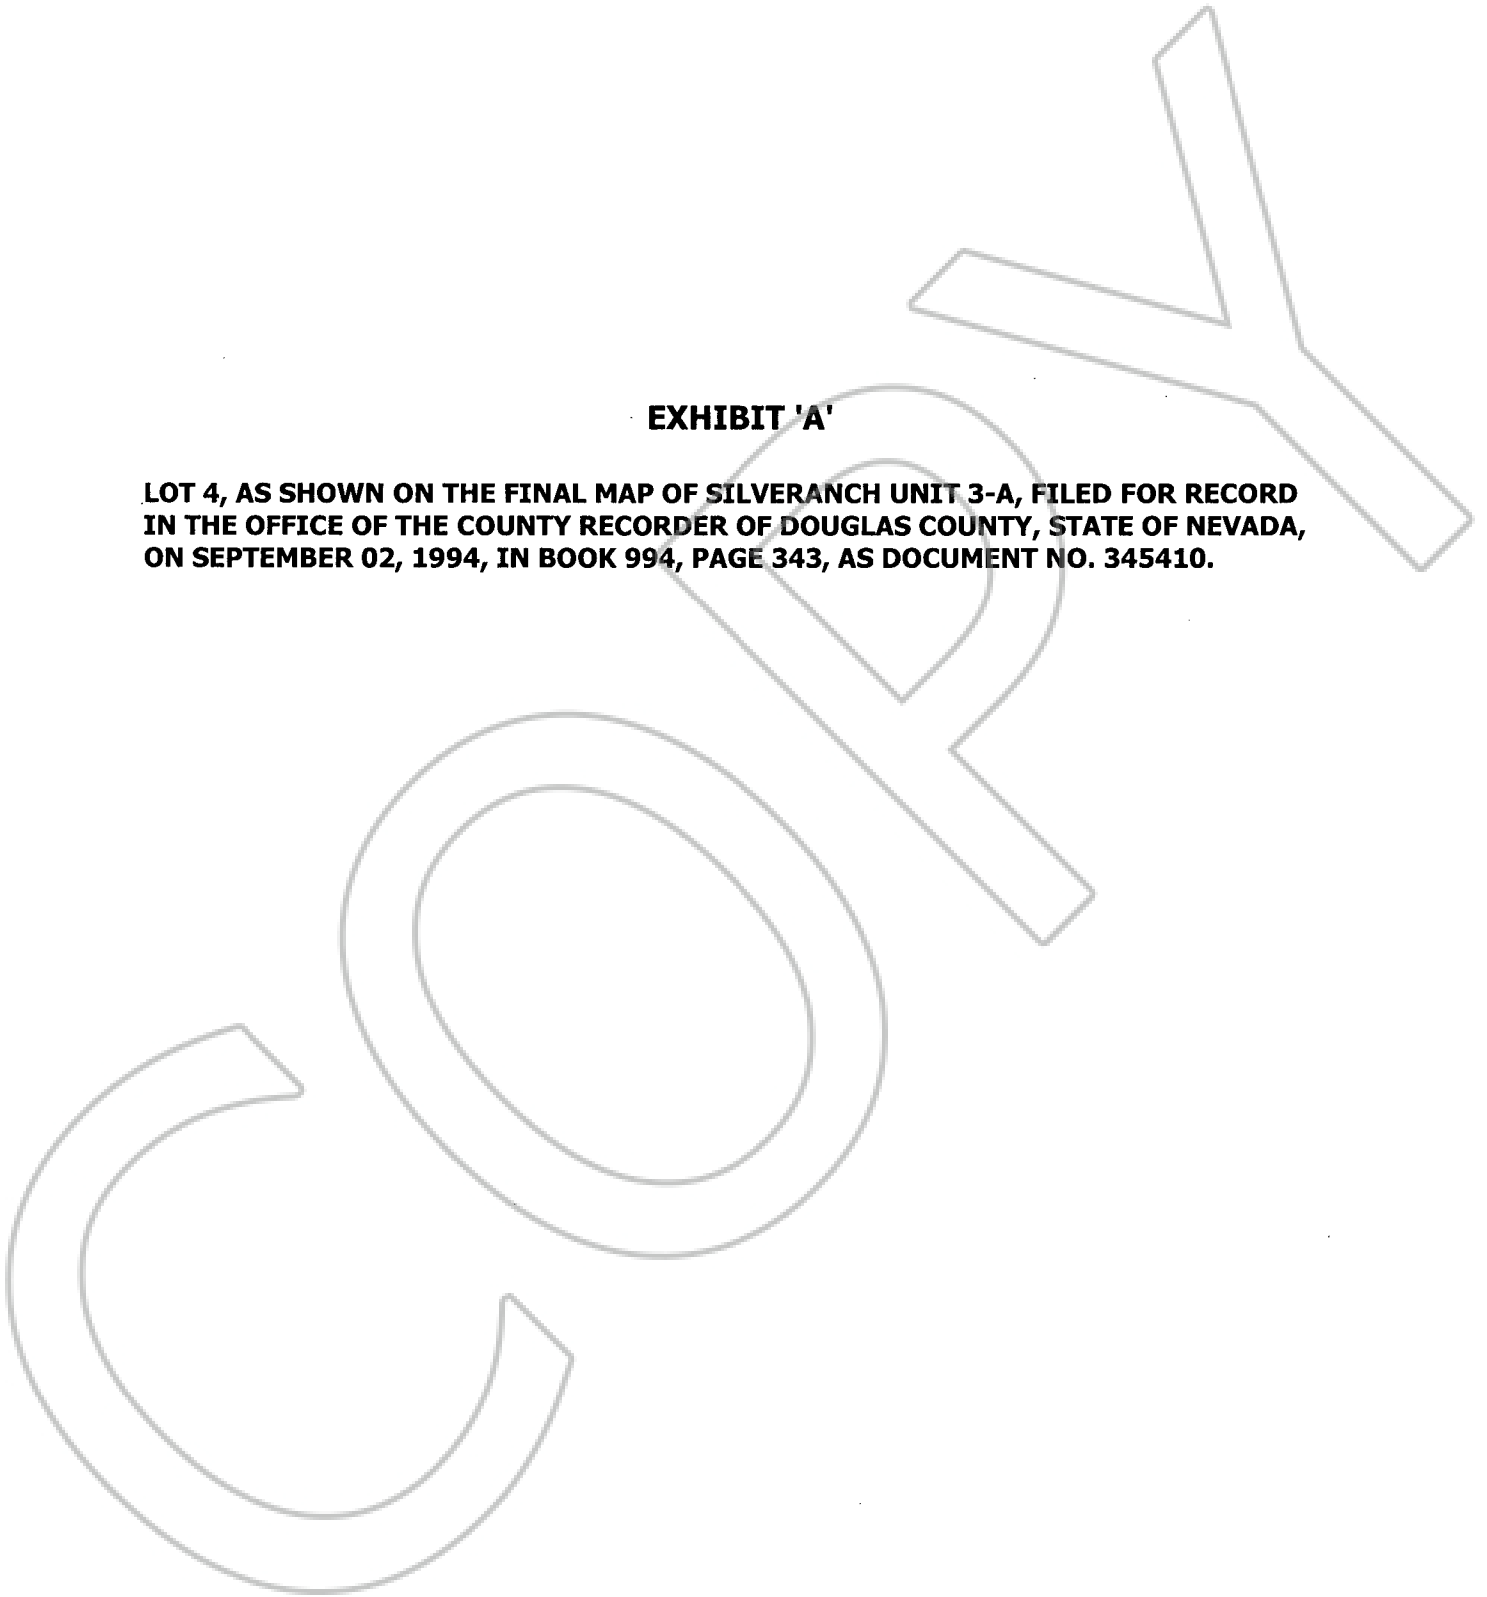 EXHIBIT 'A'
LOT 4, AS SHOWN ON THE FINAL MAP OF SILVERANCH UNIT 3-A, FILED FOR RECORD
IN THE OFFICE OF THE COUNTY RECORDER OF DOUGLAS COUNTY, STATE OF NEVADA,
ON SEPTEMBER 02, 1994, IN BOOK 994, PAGE 343, AS DOCUMENT NO. 345410.
COPY